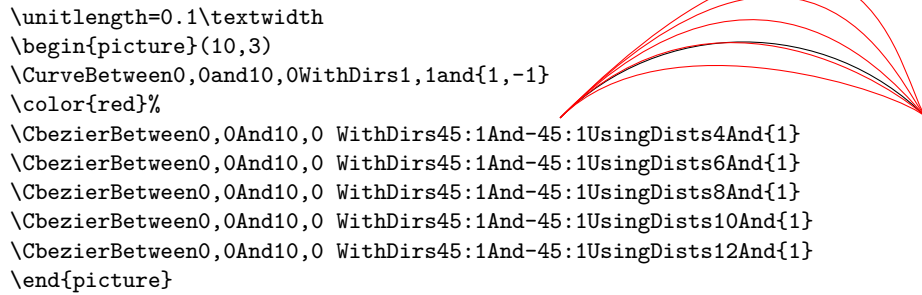 \unitlength=0.1\textwidth
\begin{picture}(10,3)
\CurveBetween0,0and10,0WithDirs1,1and{1,-1}
\color{red}%
\CbezierBetween0,0And10,0 WithDirs45:1And-45:1UsingDists4And{1}
\CbezierBetween0,0And10,0 WithDirs45:1And-45:1UsingDists6And{1}
\CbezierBetween0,0And10,0 WithDirs45:1And-45:1UsingDists8And{1}
\CbezierBetween0,0And10,0 WithDirs45:1And-45:1UsingDists10And{1}
\CbezierBetween0,0And10,0 WithDirs45:1And-45:1UsingDists12And{1}
\end{picture}